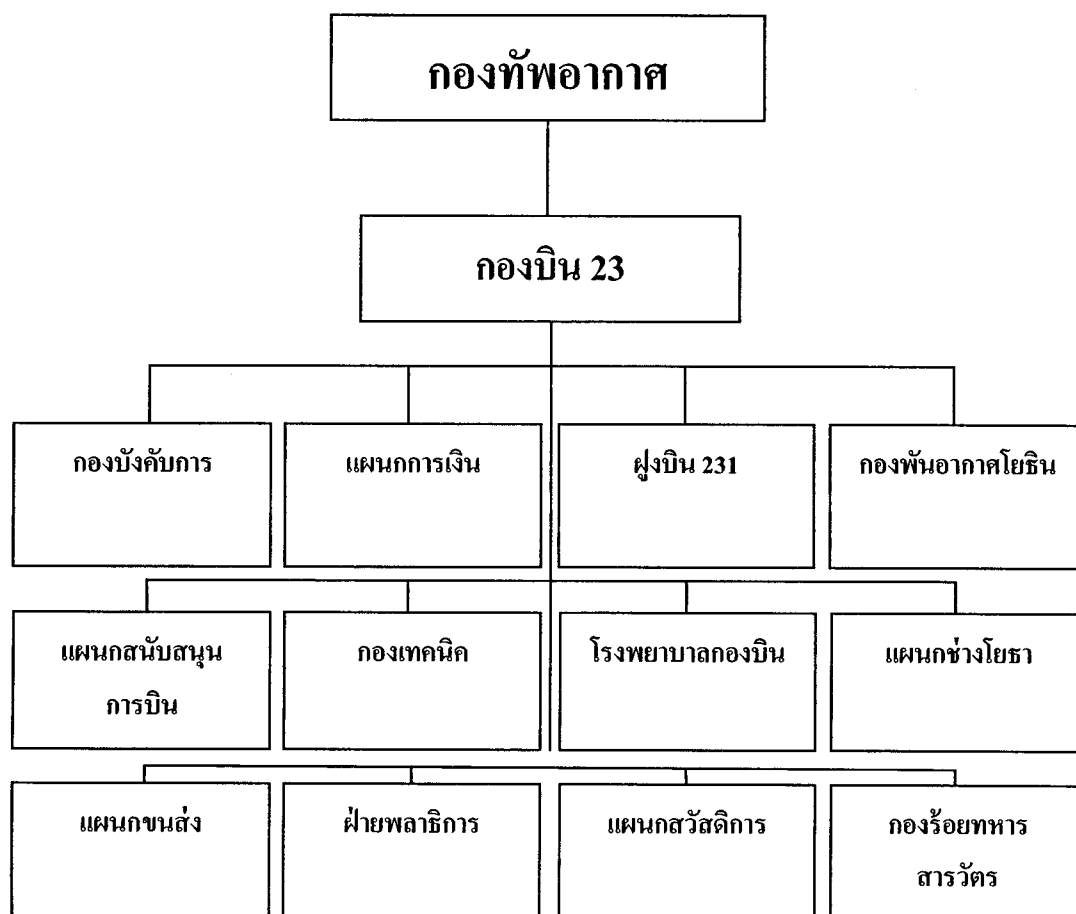 กองทัพอากาศ
กองบิน 23
กองบังคับการ
แผนกการเงิน
ฝูงบิน 231
กองพันอากาศโยธิน
แผนกสนับสนุน
การบิน
กองเทคนิค
โรงพยาบาลกองบิน
แผนกช่างโยธา
แผนกขนส่ง
ฝ่ายพลาธิการ
แผนกสวัสดิการ
กองร้อยทหาร
สารวัตร